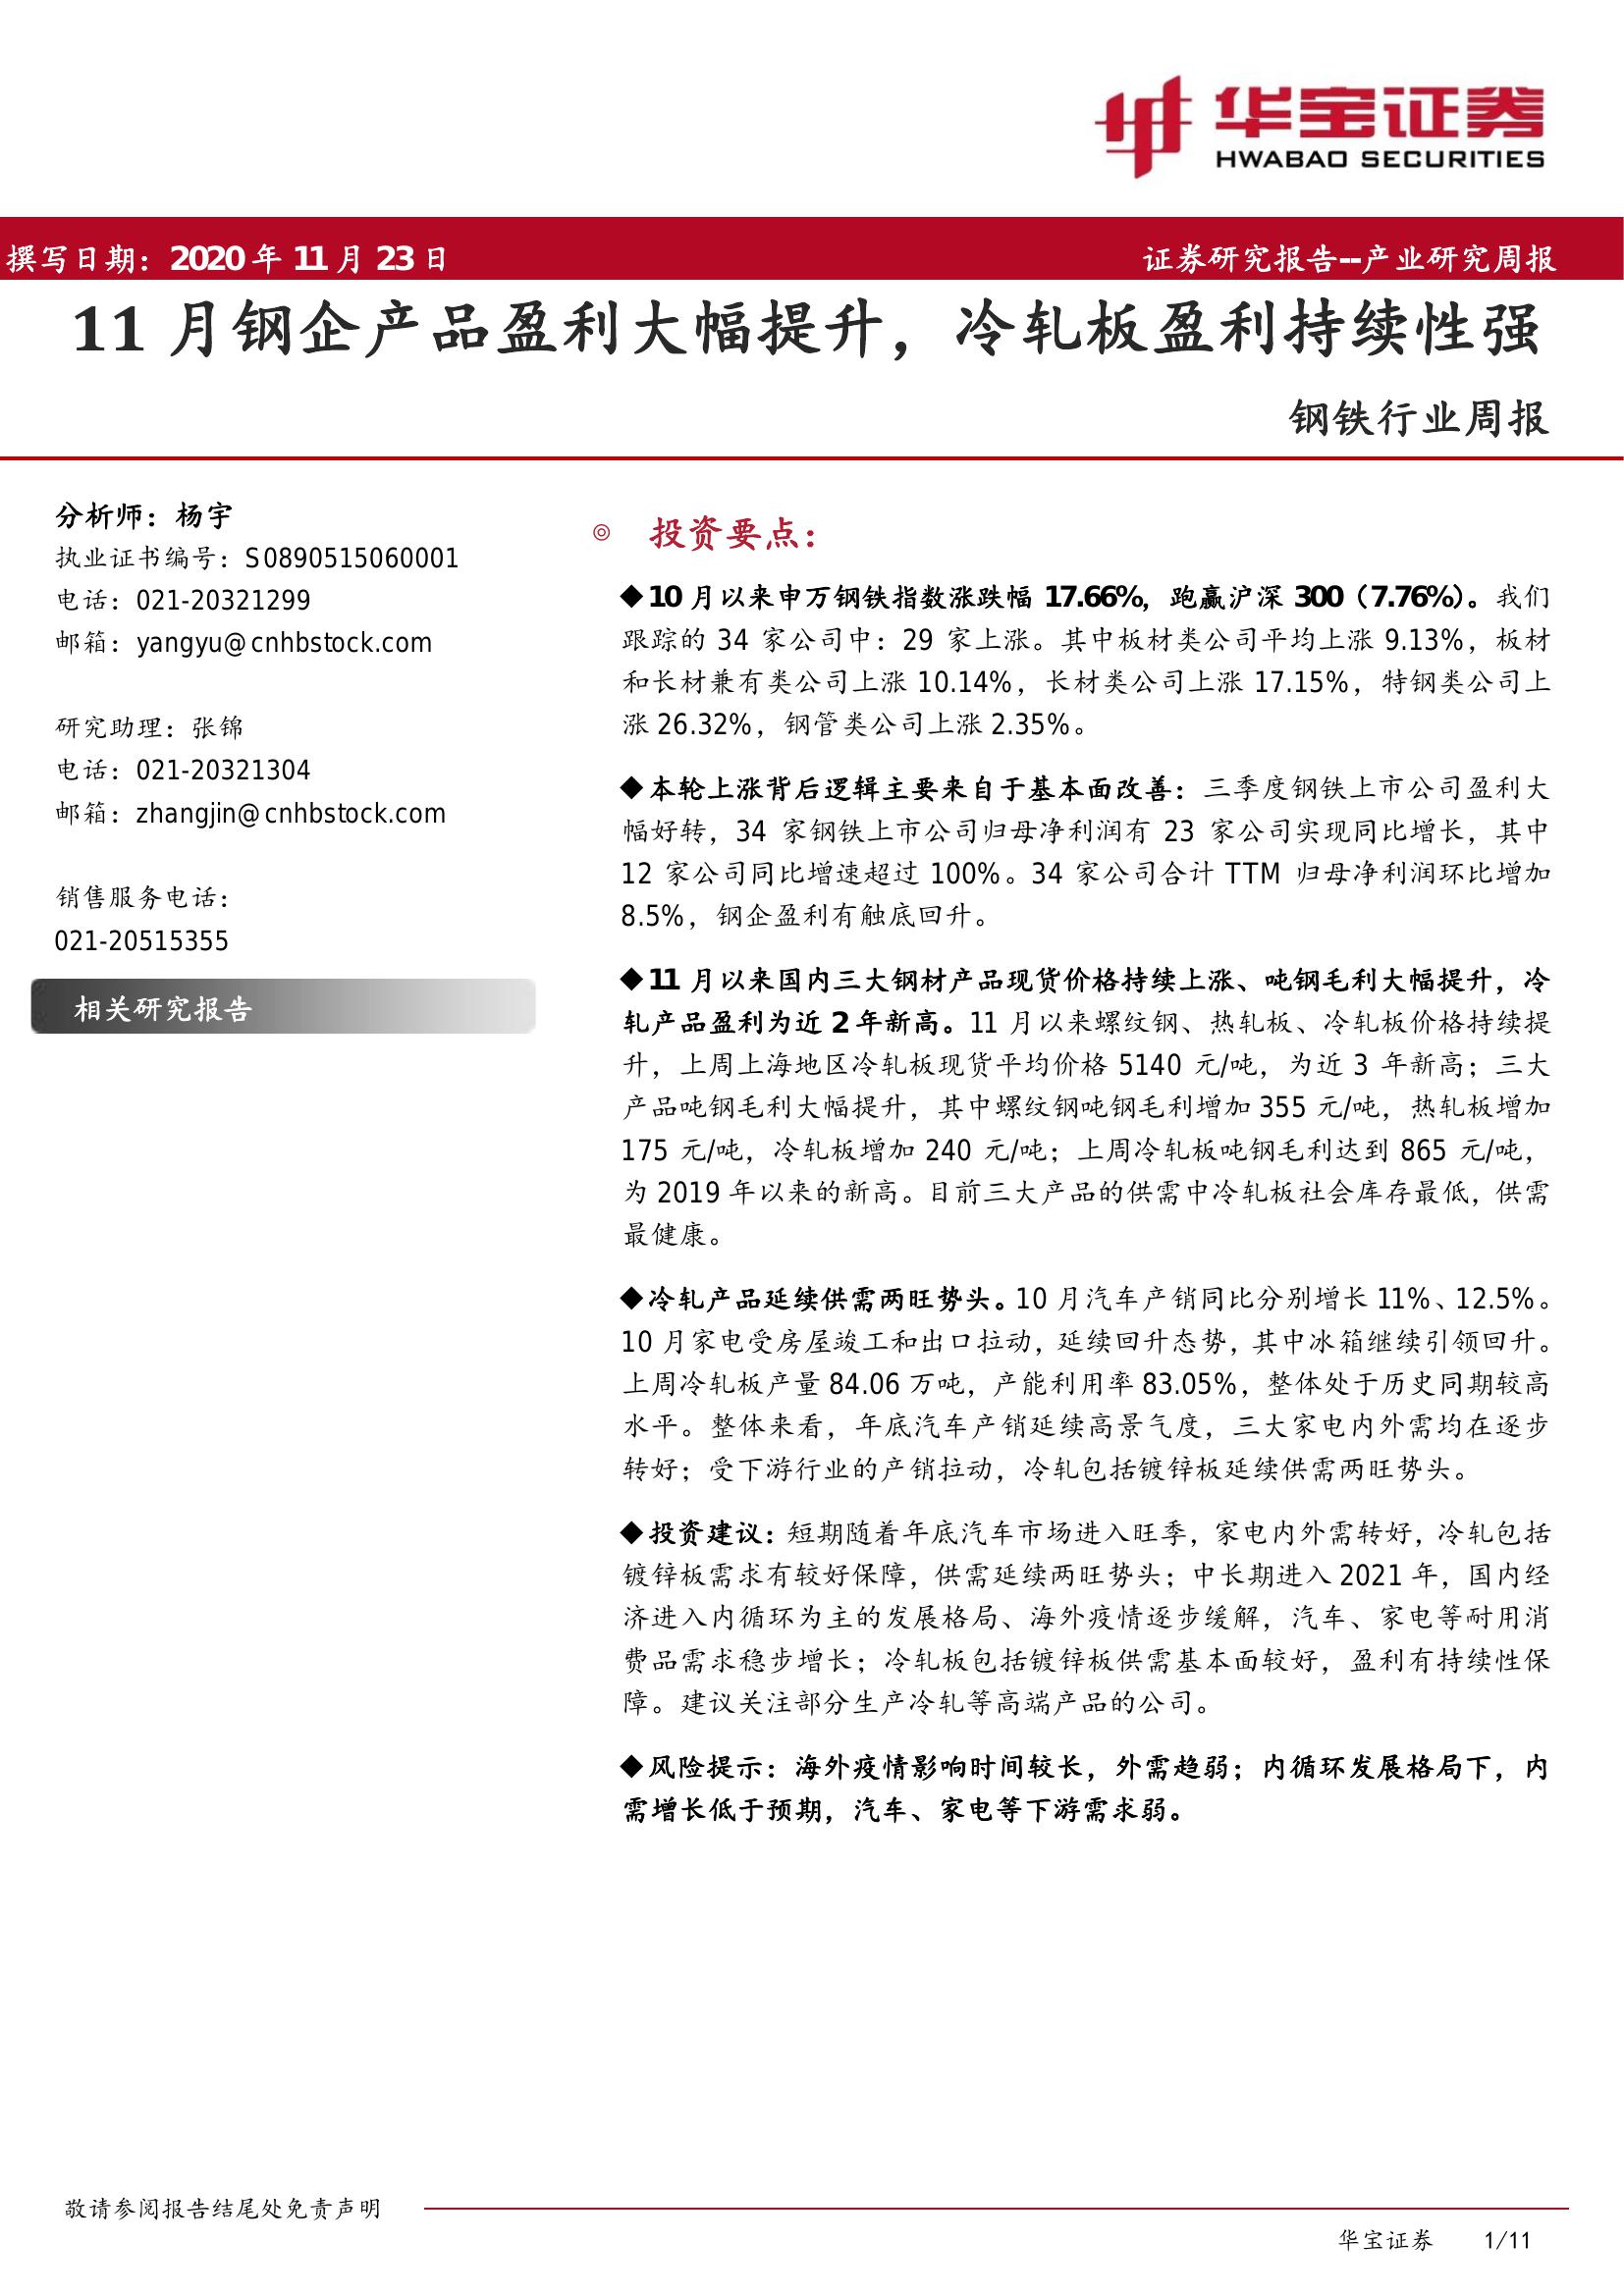 华宝证券
HWABAO SECURITIES
撰写日期：2020 年 11 月 23 日
证券研究报告--产业研究周报
11 月钢企产品盈利大幅提升，冷轧板盈利持续性强
钢铁行业周报
分析师：杨宇
执业证书编号：S0890515060001
电话：021-20321299
邮箱：yangyu@cnhbstock.com
研究助理：张锦
电话：021-20321304
邮箱：zhangjin@cnhbstock.com
销售服务电话：
021-20515355
相关研究报告
◎ 投资要点：
◆10 月以来申万钢铁指数涨跌幅 17.66%，跑赢沪深 300（7.76%）。我们
跟踪的 34 家公司中：29 家上涨。其中板材类公司平均上涨 9.13%，板材
和长材兼有类公司上涨 10.14%，长材类公司上涨 17.15%，特钢类公司上
涨 26.32%，钢管类公司上涨 2.35%。
◆本轮上涨背后逻辑主要来自于基本面改善：三季度钢铁上市公司盈利大
幅好转，34 家钢铁上市公司归母净利润有 23 家公司实现同比增长，其中
12 家公司同比增速超过 100%。34 家公司合计 TTM 归母净利润环比增加
8.5%，钢企盈利有触底回升。
◆11 月以来国内三大钢材产品现货价格持续上涨、吨钢毛利大幅提升，冷
轧产品盈利为近 2 年新高。11 月以来螺纹钢、热轧板、冷轧板价格持续提
升，上周上海地区冷轧板现货平均价格 5140 元/吨，为近 3 年新高；三大
产品吨钢毛利大幅提升，其中螺纹钢吨钢毛利增加 355 元/吨，热轧板增加
175 元/吨，冷轧板增加 240 元/吨；上周冷轧板吨钢毛利达到 865 元/吨，
为 2019 年以来的新高。目前三大产品的供需中冷轧板社会库存最低，供需
最健康。
◆冷轧产品延续供需两旺势头。10 月汽车产销同比分别增长 11%、12.5%。
10 月家电受房屋竣工和出口拉动，延续回升态势，其中冰箱继续引领回升。
上周冷轧板产量 84.06 万吨，产能利用率 83.05%，整体处于历史同期较高
水平。整体来看，年底汽车产销延续高景气度，三大家电内外需均在逐步
转好；受下游行业的产销拉动，冷轧包括镀锌板延续供需两旺势头。
◆投资建议：短期随着年底汽车市场进入旺季，家电内外需转好，冷轧包括
镀锌板需求有较好保障，供需延续两旺势头；中长期进入 2021 年，国内经
济进入内循环为主的发展格局、海外疫情逐步缓解，汽车、家电等耐用消
费品需求稳步增长；冷轧板包括镀锌板供需基本面较好，盈利有持续性保
障。建议关注部分生产冷轧等高端产品的公司。
◆风险提示：海外疫情影响时间较长，外需趋弱；内循环发展格局下，内
需增长低于预期，汽车、家电等下游需求弱。
敬请参阅报告结尾处免责声明
华宝证券 1/11